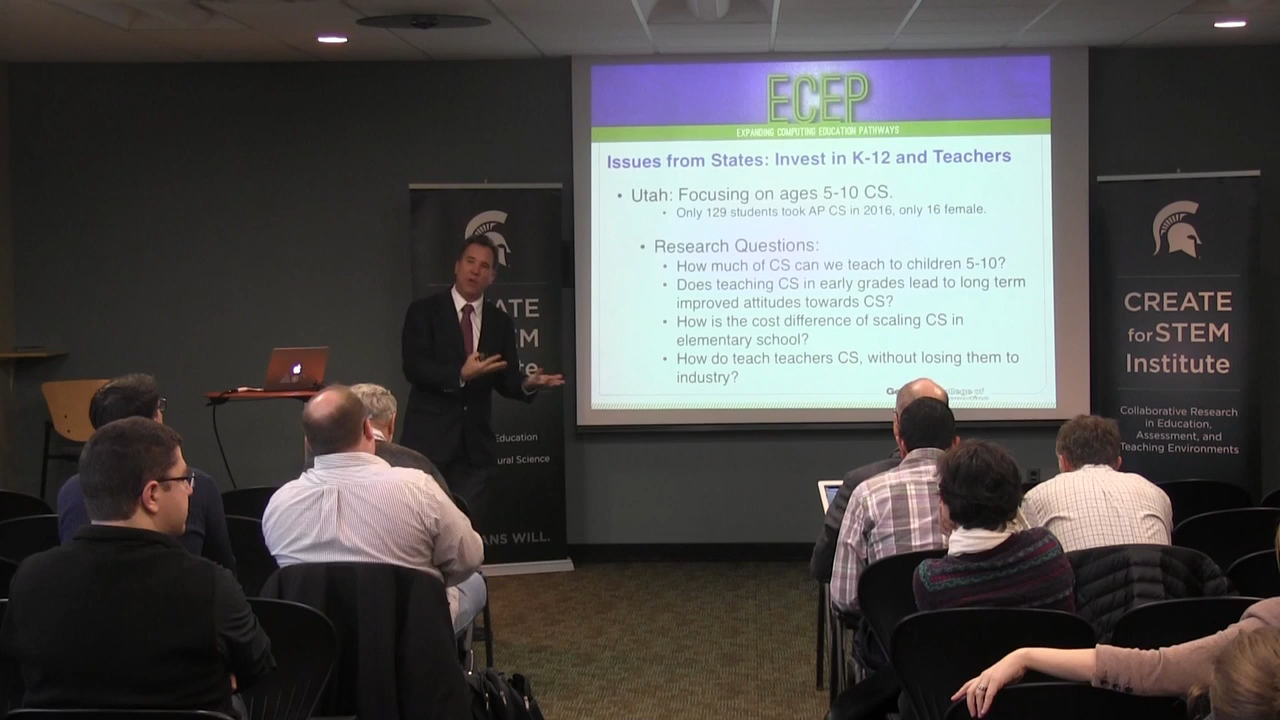 ECEP
EXPANDING COMPUTING EDUCATION PATHWAYS
Issues from States: Invest in K-12 and Teachers
• Utah: Focusing on ages 5-10 CS.
• Only 129 students took AP CS in 2016, only 16 female.
• Research Questions:
• How much of CS can we teach to children 5-10?
• Does teaching CS in early grades lead to long term
improved attitudes towards CS?
• How is the cost difference of scaling CS in
elementary school?
• How do teach teachers CS, without losing them to
industry?
College of
ATE
EM
te
Education
ural Science
ANS WILL.
CREATE
for STEM
Institute
Collaborative Research
in Education,
Assessment, and
Teaching Environments